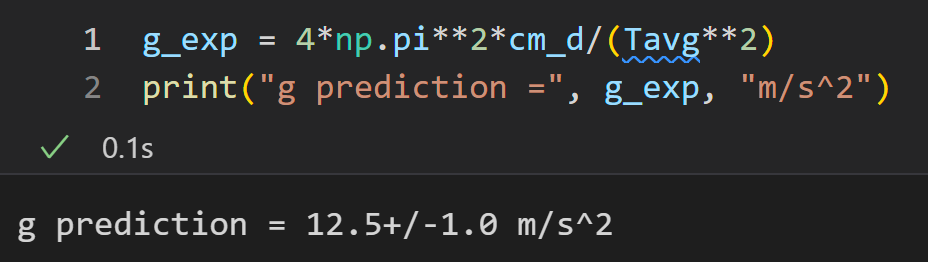 1 g_exp = 4*np.pi**2*cm_d/(Tavg**2)
2 print("g prediction =", g_exp, "m/s^2")
0.1s
g prediction = 12.5+/-1.0 m/s^2